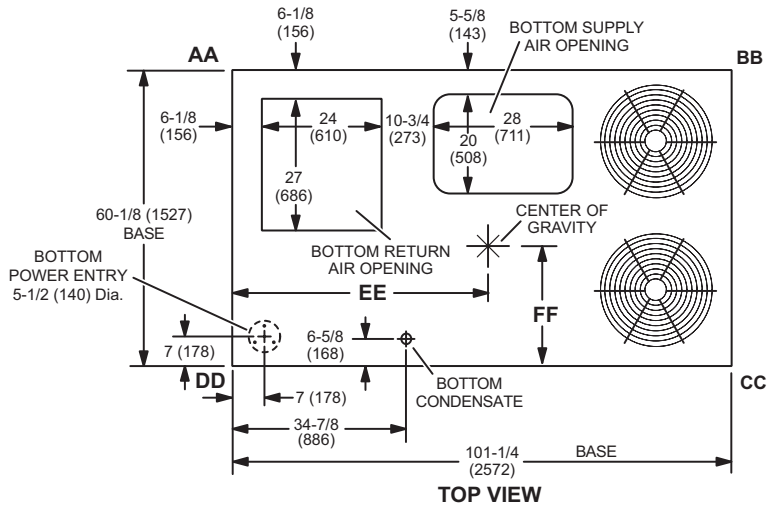 6-1/8
(156)
5-5/8
(143)
BOTTOM SUPPLY
AIR OPENING
AA
BB
6-1/8
(156)
24
(610)
10-3/4
(273)
28
(711)
20
(508)
27
(686)
60-1/8 (1527)
BASE
CENTER OF
GRAVITY
BOTTOM
POWER ENTRY
5-1/2 (140) Dia.
BOTTOM RETURN
AIR OPENING
EE
FF
7 (178)
6-5/8
(168)
DD
CC
7 (178)
BOTTOM
CONDENSATE
34-7/8
(886)
101-1/4
(2572)
BASE
TOP VIEW